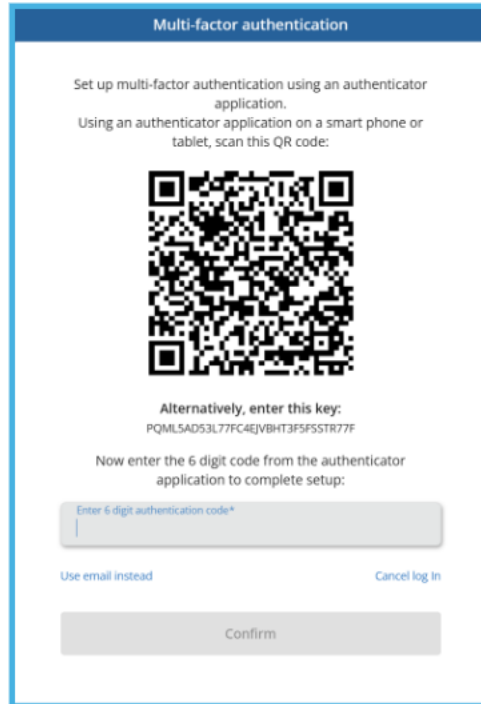 Multi-factor authentication
Set up multi-factor authentication using an authenticator
application.
Using an authenticator application on a smart phone or
tablet, scan this QR code:
Alternatively, enter this key:
PQML5AD53L77FC4EJVBHT3F5FSSTR77F
Now enter the 6 digit code from the authenticator
application to complete setup:
Enter 6 digit authentication code*
Use email instead
Cancel log In
Confirm